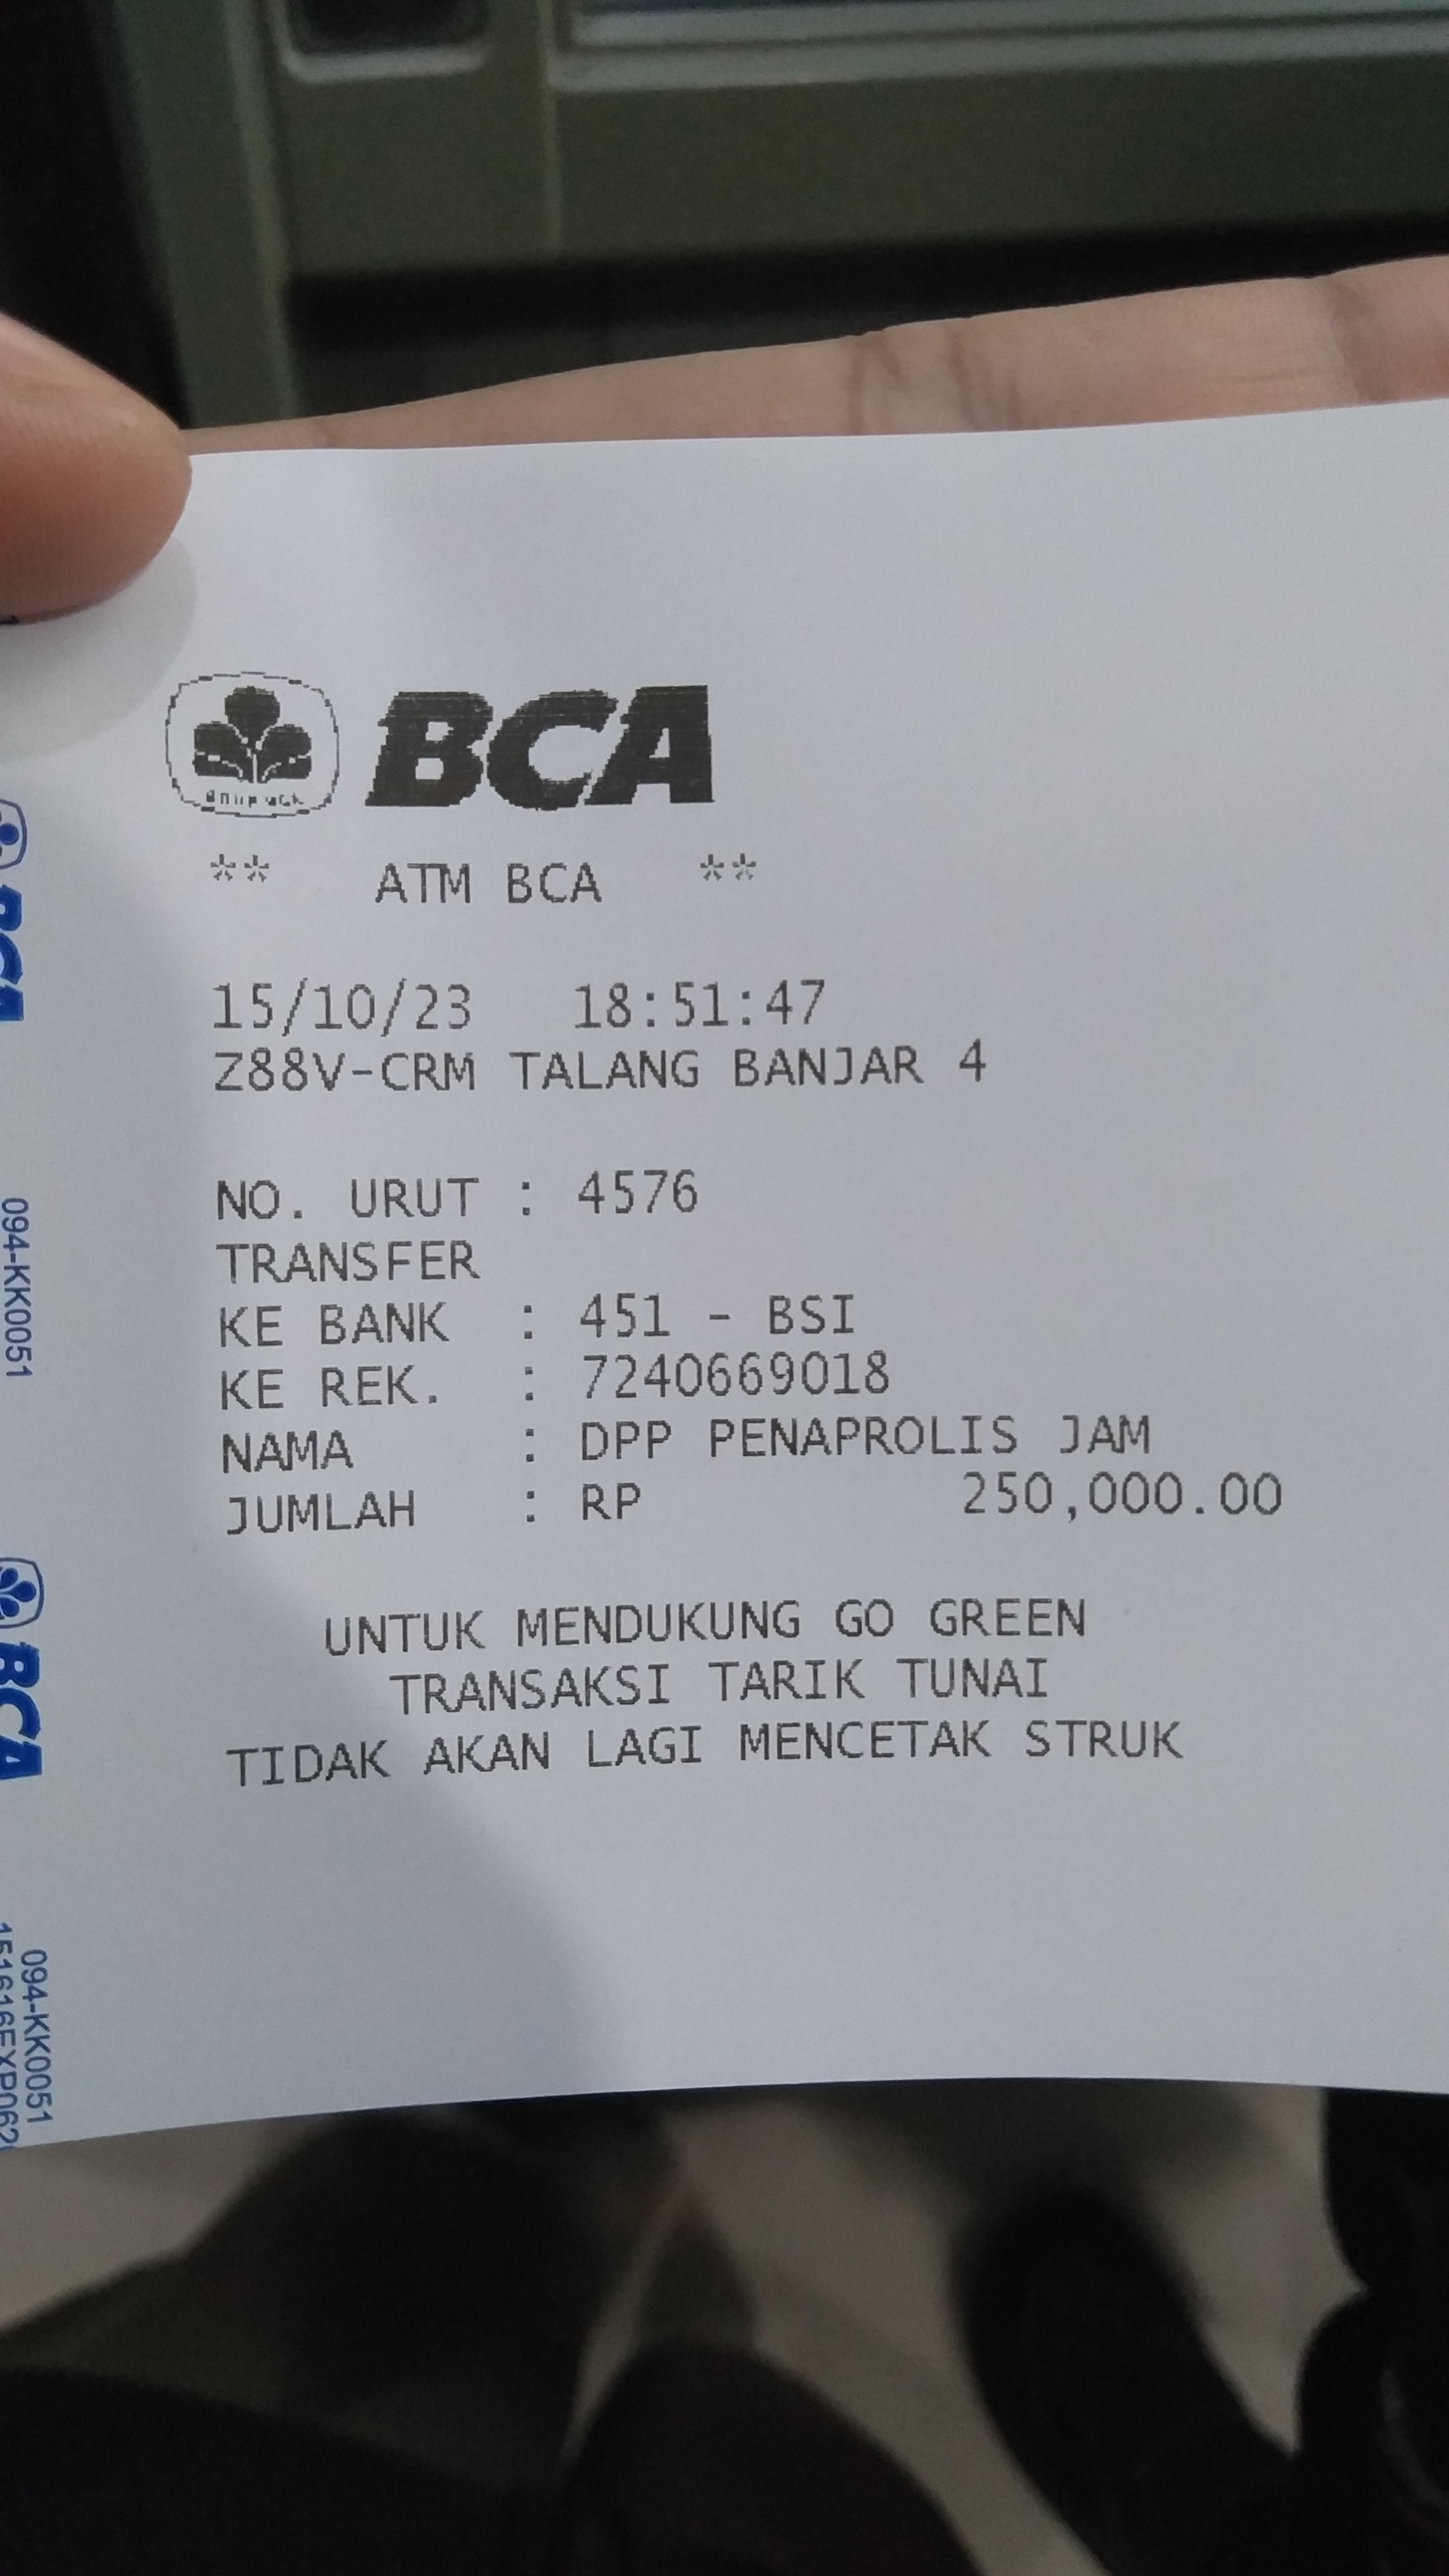 BCA
** ATM BCA **
15/10/23 18:51:47
Z88V-CRM TALANG BANJAR 4
NO. URUT : 4576
TRANSFER
KE BANK : 451 - BSI
KE REK. : 7240669018
NAMA : DPP PENAPROLIS JAM
JUMLAH : RP 250,000.00
UNTUK MENDUKUNG GO GREEN
TRANSAKSI TARIK TUNAI
TIDAK AKAN LAGI MENCETAK STRUK
BCA
094-KK0051
BCA
094-KK0051